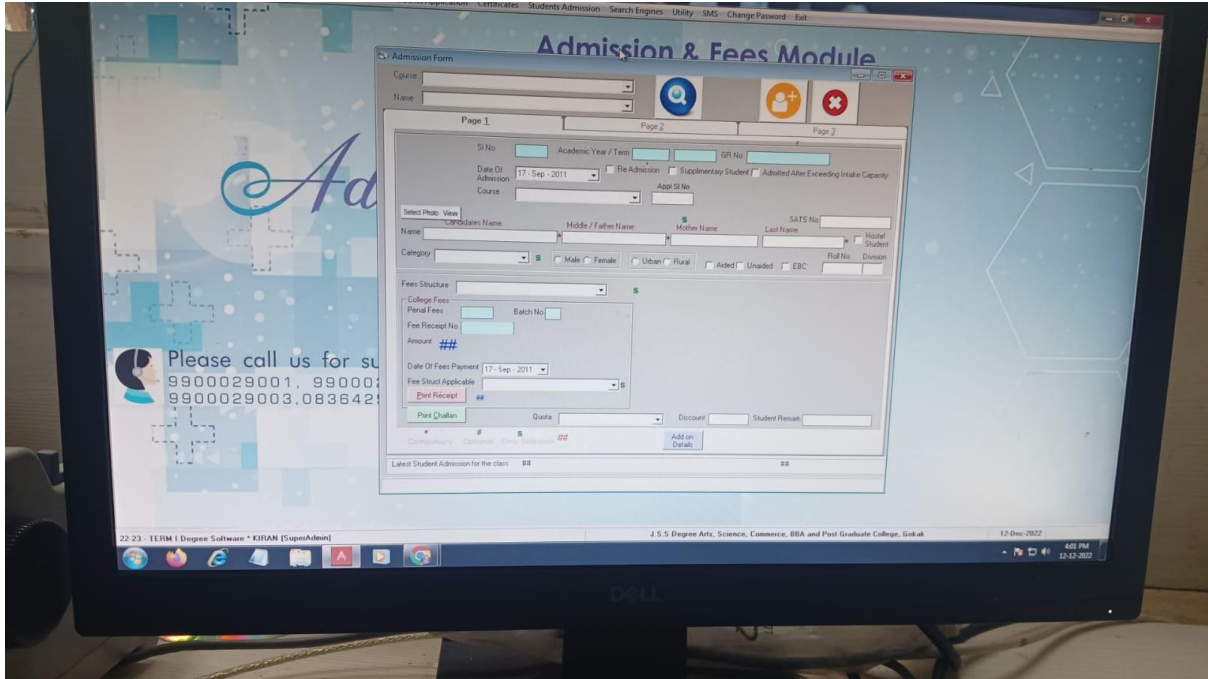 Certificates Students Admission Search Engines Utility SMS Change Pasword Exit
Admission & Fees Module
Admission Form
Course
Name
Page 1 Page 2 Page 3
Sl No Academic Year / Term GR No
Date Of Admission 17 - Sep - 2011 Re Admission Supplimentary Student Admitted After Exceeding Intake Capacity
Course Appl Sl No
Select Photo View SATS No
Candidates Name Middle / Father Name S Mother Name Last Name
Name * * * Hostel Student
Category S Male Female Urban Rural Aided Unaided EBC Roll No Division
Fees Structure S
College Fees
Penal Fees Batch No
Fee Receipt No
Amount ##
Date Of Fees Payment 17 - Sep - 2011
Fee Struct Applicable S
Print Receipt ##
Print Challan Quota Discount Student Remark
* # S ##
Compulsory Optional Only Selection
Add on Details
Latest Student Admission for the class ## ##
Ad
Please call us for su
9900029001, 99000
9900029003,083642
22-23 - TERM I Degree Software * KIRAN (SuperAdmin) J.S.S Degree Arts, Science, Commerce, BBA and Post Graduate College, Gokak 12-Dec-2022
4:01 PM
12-12-2022
DELL